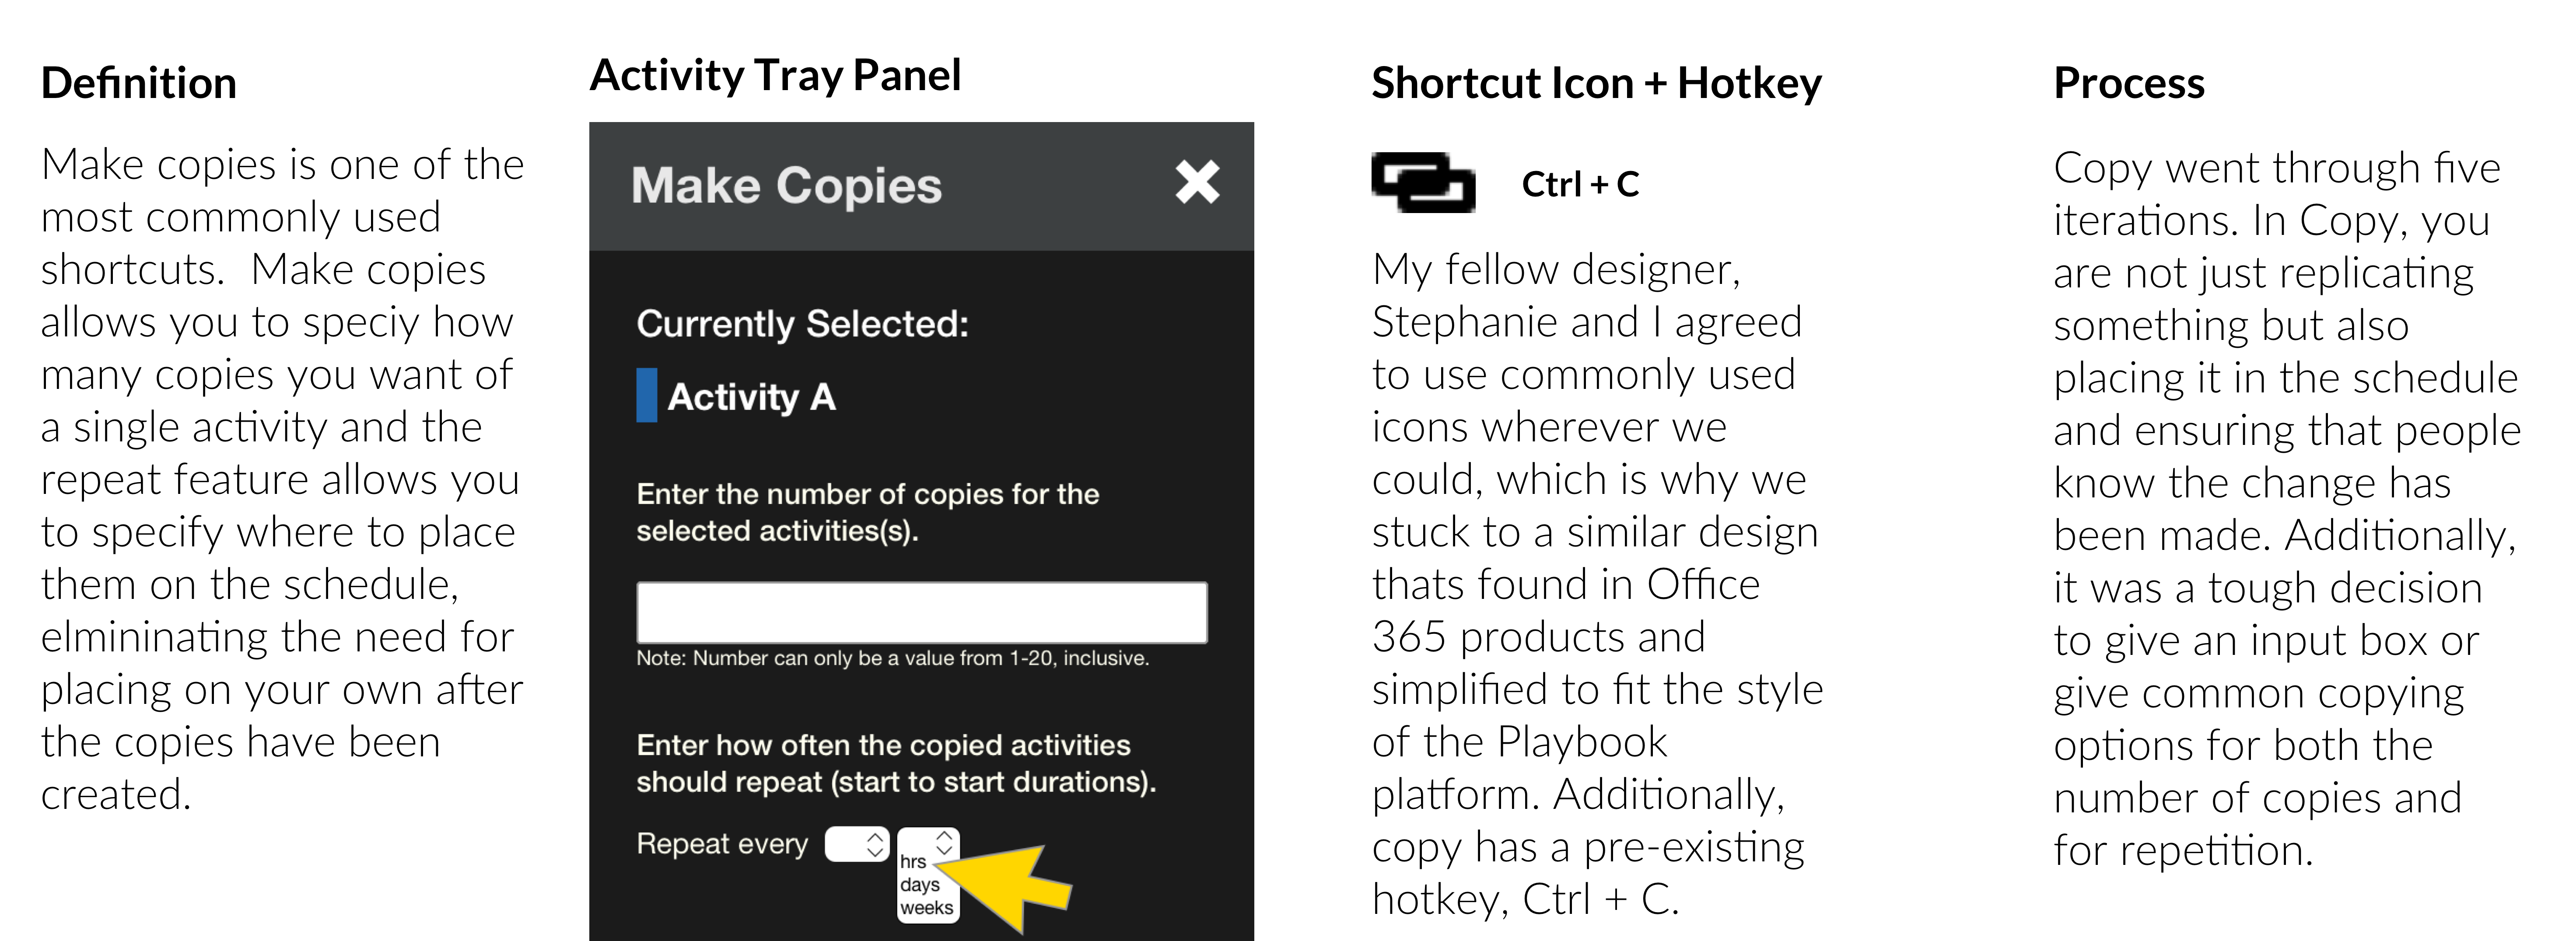 Definition
Make copies is one of the
most commonly used
shortcuts.  Make copies
allows you to speciy how
many copies you want of
a single activity and the
repeat feature allows you
to specify where to place
them on the schedule,
elmininating the need for
placing on your own after
the copies have been
created.
Activity Tray Panel
Make Copies
Currently Selected:
Activity A
Enter the number of copies for the
selected activities(s).
Note: Number can only be a value from 1-20, inclusive.
Enter how often the copied activities
should repeat (start to start durations).
Repeat every
hrs
days
weeks
Shortcut Icon + Hotkey
Ctrl + C
My fellow designer,
Stephanie and I agreed
to use commonly used
icons wherever we
could, which is why we
stuck to a similar design
thats found in Office
365 products and
simplified to fit the style
of the Playbook
platform. Additionally,
copy has a pre-existing
hotkey, Ctrl + C.
Process
Copy went through five
iterations. In Copy, you
are not just replicating
something but also
placing it in the schedule
and ensuring that people
know the change has
been made. Additionally,
it was a tough decision
to give an input box or
give common copying
options for both the
number of copies and
for repetition.